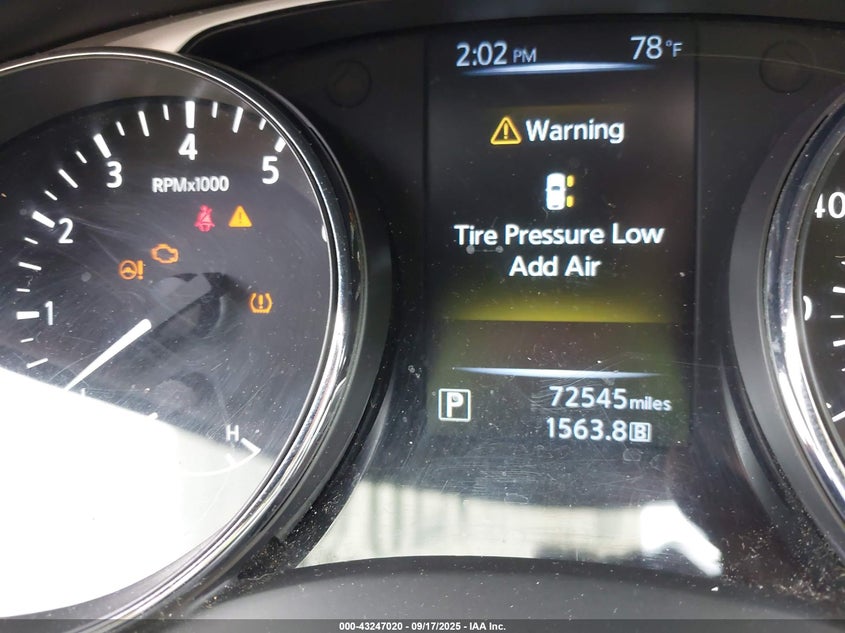 2:02 PM 78°F
Warning
Tire Pressure Low
Add Air
5
4
3
2
1
RPMx1000
H
P
72545 miles
1563.8 B
000-43247020 - 09/17/2025 - IAA Inc.